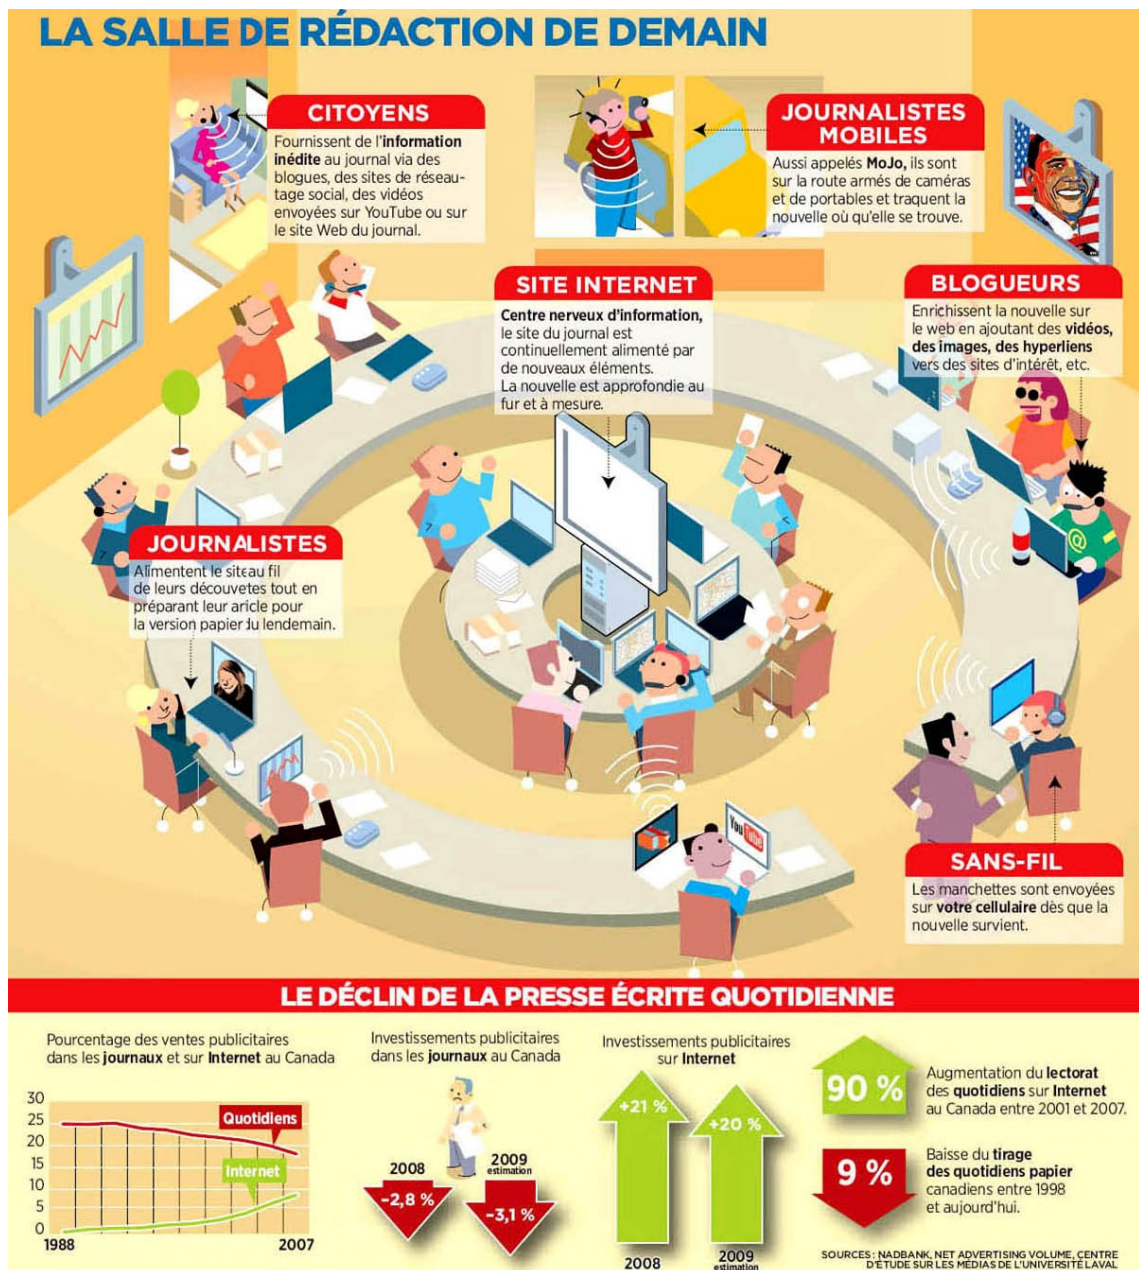 LA SALLE DE RÉDACTION DE DEMAIN
CITOYENS
Fournissent de l'information
inédite au journal via des
blogues, des sites de réseau-
tage social, des vidéos
envoyées sur YouTube ou sur
le site Web du journal.
JOURNALISTES
MOBILES
Aussi appelés MoJo, ils sont
sur la route armés de caméras
et de portables et traquent la
nouvelle où qu'elle se trouve.
SITE INTERNET
Centre nerveux d'information,
le site du journal est
continuellement alimenté par
de nouveaux éléments.
La nouvelle est approfondie au
fur et à mesure.
BLOGUEURS
Enrichissent la nouvelle sur
le web en ajoutant des vidéos,
des images, des hyperliens
vers des sites d'intérêt, etc.
@
JOURNALISTES
Alimentent le siteau fil
de leurs découvetes tout en
préparant leur aricle pour
la version papier du lendemain.
You Tube
SANS-FIL
Les manchettes sont envoyées
sur votre cellulaire dès que la
nouvelle survient.
LE DÉCLIN DE LA PRESSE ÉCRITE QUOTIDIENNE
Pourcentage des ventes publicitaires
dans les journaux et sur Internet au Canada
30
25
20
15
10
5
0
Quotidiens
Internet
1988
2007
Investissements publicitaires
dans les journaux au Canada
2008
-2,8 %
2009
estimation
-3,1 %
Investissements publicitaires
sur Internet
+21 %
2008
+20 %
2009
estimation
90 %
Augmentation du lectorat
des quotidiens sur Internet
au Canada entre 2001 et 2007.
9 %
Baisse du tirage
des quotidiens papier
canadiens entre 1998
et aujourd'hui.
SOURCES : NADBANK, NET ADVERTISING VOLUME, CENTRE
D'ÉTUDE SUR LES MÉDIAS DE L'UNIVERSITÉ LAVAL